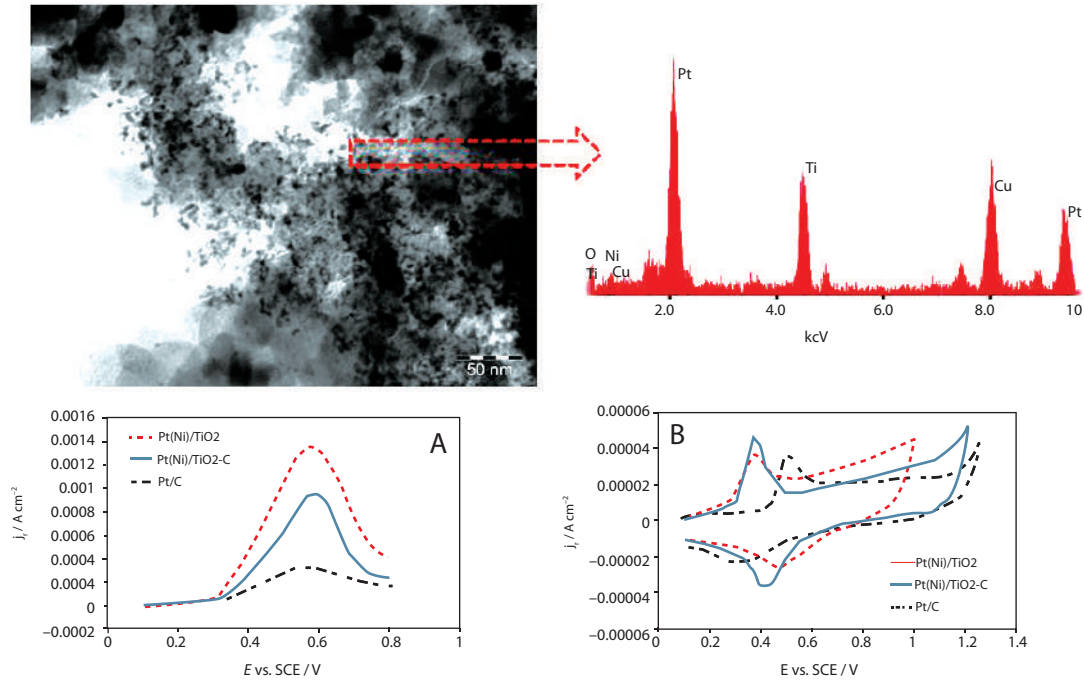 50 nm
Pt
Ti
Cu
Pt
O Ni
Ti Cu
2.0 4.0 6.0 8.0 10
kcV
0.0016
0.0014
0.0012
0.001
0.0008
0.0006
0.0004
0.0004
0
−0.0002
0 0.2 0.4 0.6 0.8 1
j, / A cm⁻²
E vs. SCE / V
Pt(Ni)/TiO2
Pt(Ni)/TiO2-C
Pt/C
A
0.00006
0.00004
0.00002
0
−0.00002
−0.00004
−0.00006
0 0.2 0.4 0.6 0.8 1 1.2 1.4
j, / A cm⁻²
E vs. SCE / V
B
Pt(Ni)/TiO2
Pt(Ni)/TiO2-C
Pt/C